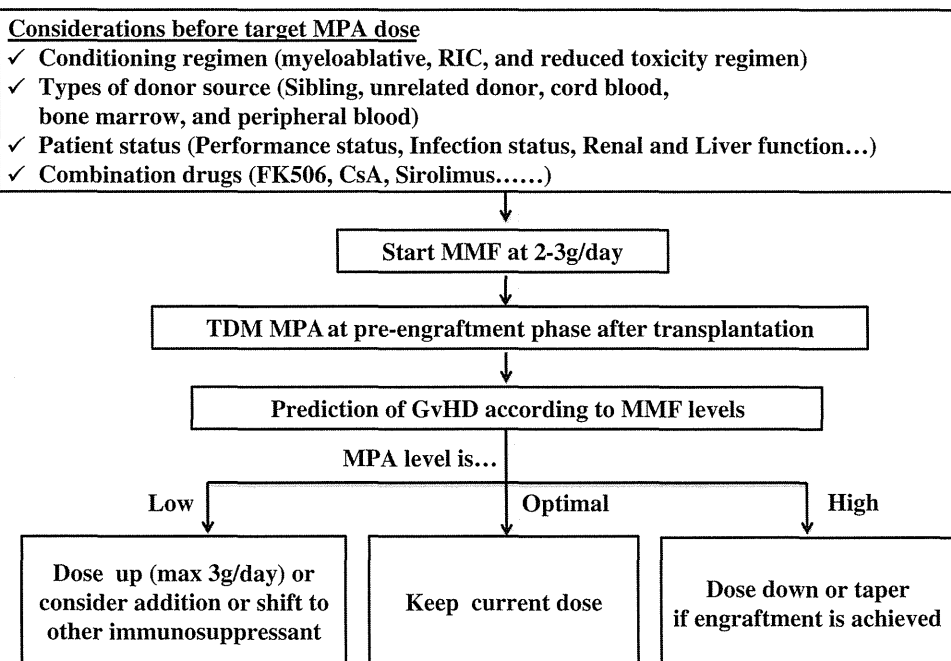 Considerations before target MPA dose
✓ Conditioning regimen (myeloablative, RIC, and reduced toxicity regimen)
✓ Types of donor source (Sibling, unrelated donor, cord blood,
bone marrow, and peripheral blood)
✓ Patient status (Performance status, Infection status, Renal and Liver function…)
✓ Combination drugs (FK506, CsA, Sirolimus……)
Start MMF at 2-3g/day
TDM MPA at pre-engraftment phase after transplantation
Prediction of GvHD according to MMF levels
MPA level is…
Low
Optimal
High
Dose up (max 3g/day) or
consider addition or shift to
other immunosuppressant
Keep current dose
Dose down or taper
if engraftment is achieved